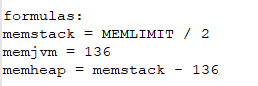 formulas:
memstack = MEMLIMIT / 2
memjvm = 136
memheap = memstack - 136